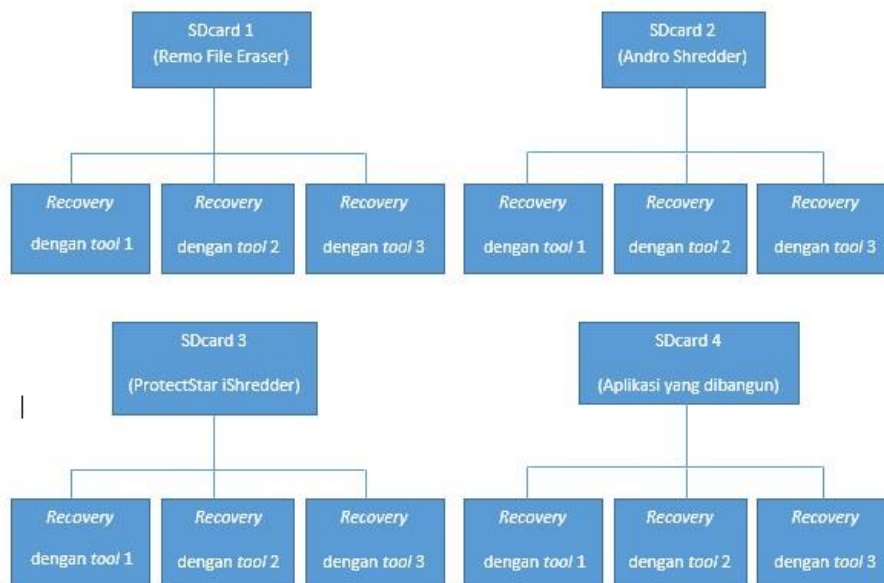 SDcard 1
(Remo File Eraser)
Recovery
dengan tool 1
Recovery
dengan tool 2
Recovery
dengan tool 3
SDcard 2
(Andro Shredder)
Recovery
dengan tool 1
Recovery
dengan tool 2
Recovery
dengan tool 3
SDcard 3
(ProtectStar iShredder)
Recovery
dengan tool 1
Recovery
dengan tool 2
Recovery
dengan tool 3
SDcard 4
(Aplikasi yang dibangun)
Recovery
dengan tool 1
Recovery
dengan tool 2
Recovery
dengan tool 3